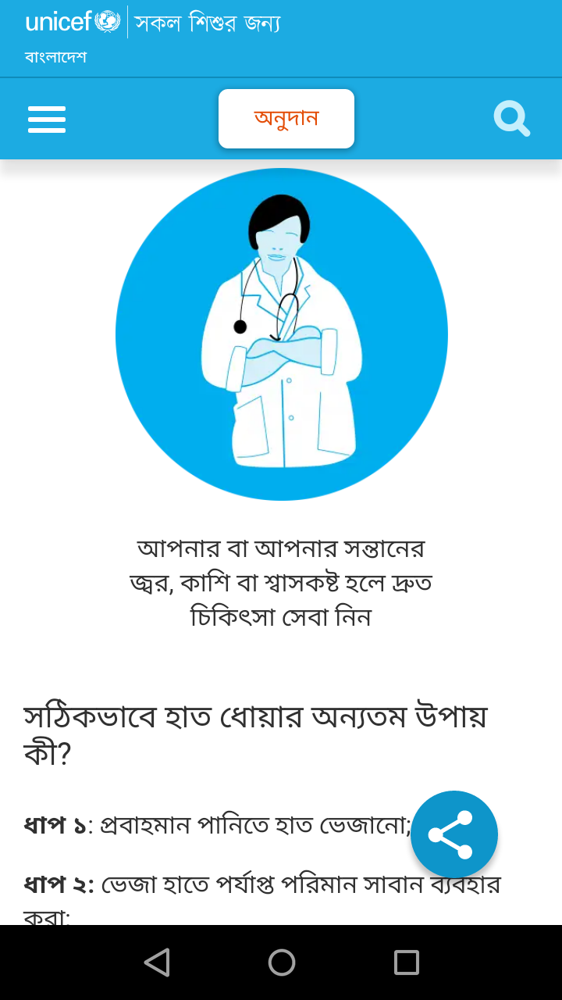 unicef সকল শিশুর জন্য
বাংলাদেশ
অনুদান
আপনার বা আপনার সন্তানের
জ্বর, কাশি বা শ্বাসকষ্ট হলে দ্রুত
চিকিৎসা সেবা নিন
সঠিকভাবে হাত ধোয়ার অন্যতম উপায়
কী?
ধাপ ১: প্রবাহমান পানিতে হাত ভেজানো;
ধাপ ২: ভেজা হাতে পর্যাপ্ত পরিমান সাবান ব্যবহার
করা;